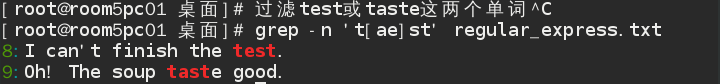 [root@room5pc01 桌面]# 过滤test或taste这两个单词^C
[root@room5pc01 桌面]# grep -n 't[ae]st' regular_express.txt
8:I can't finish the test.
9:Oh! The soup taste good.